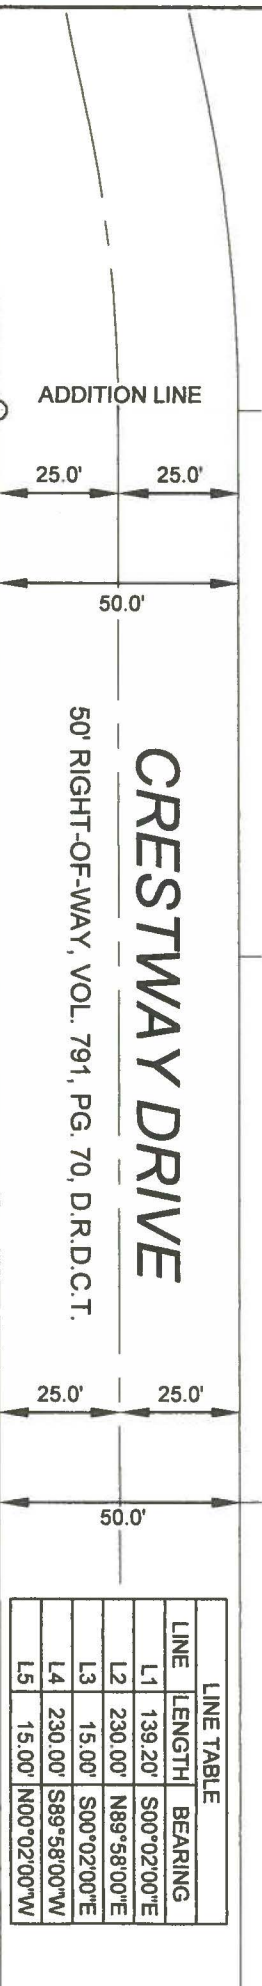 ADDITION LINE
25.0' 25.0'
50.0'
CRESTWAY DRIVE
50' RIGHT-OF-WAY, VOL. 791, PG. 70, D.R.D.C.T.
25.0' 25.0'
50.0'
LINE TABLE
LINE LENGTH BEARING
L1 139.20' S00°02'00"E
L2 230.00' N89°58'00"E
L3 15.00' S00°02'00"E
L4 230.00' S89°58'00"W
L5 15.00' N00°02'00"W